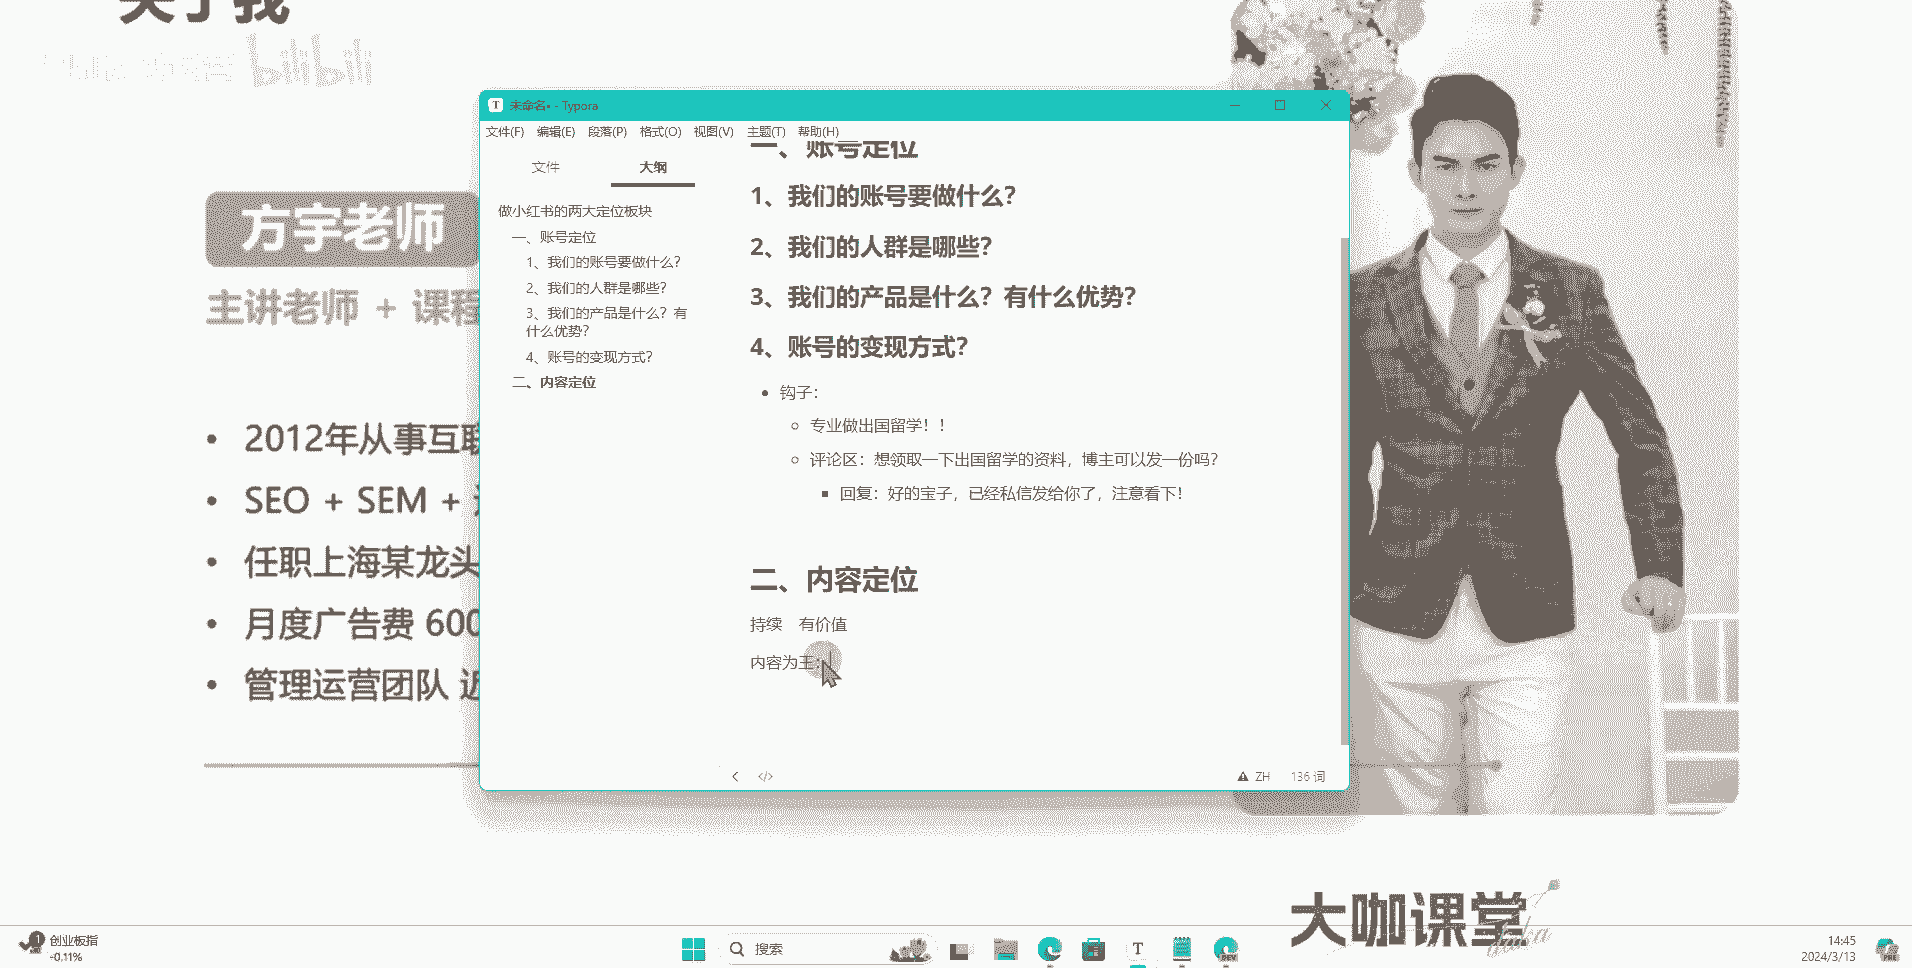 关于我
bilibili
方宇老师
主讲老师 + 课程
• 2012年从事互联
• SEO + SEM +
• 任职上海某龙头
• 月度广告费 600
• 管理运营团队 近
未命名• - Typora
文件(F) 编辑(E) 段落(P) 格式(O) 视图(V) 主题(T) 帮助(H)
文件 大纲
做小红书的两大定位板块
一、账号定位
1、我们的账号要做什么？
2、我们的人群是哪些？
3、我们的产品是什么？有
什么优势？
4、账号的变现方式？
二、内容定位
一、账号定位
1、我们的账号要做什么？
2、我们的人群是哪些？
3、我们的产品是什么？有什么优势？
4、账号的变现方式？
• 钩子：
◦ 专业做出国留学！！
◦ 评论区：想领取一下出国留学的资料，博主可以发一份吗？
▪ 回复：好的宝子，已经私信发给你了，注意看下！
二、内容定位
持续 有价值
内容为王：
</> ZH 136 词
大咖课堂
daka
1
创业板指
-0.11%
搜索
T
DEV
14:45
2024/3/13
PRE